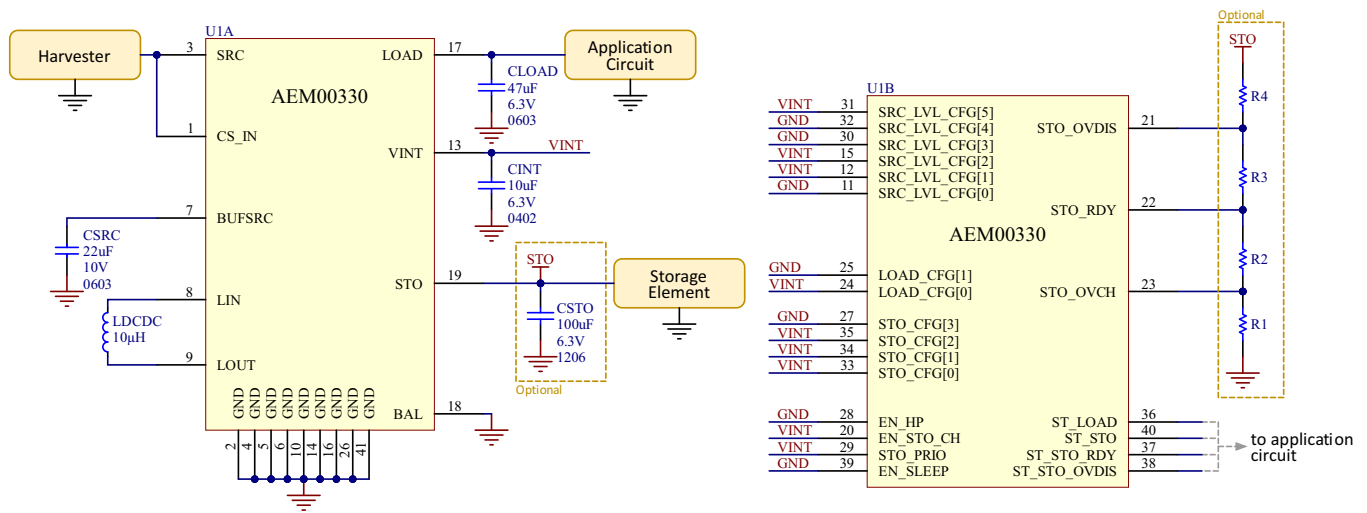 U1A
Harvester
3
SRC
LOAD
17
Application
Circuit
CLOAD
47uF
6.3V
0603
AEM00330
1
CS_IN
VINT
13
VINT
CINT
10uF
6.3V
0402
7
BUFSRC
CSRC
22uF
10V
0603
STO
19
STO
Storage
Element
CSTO
100uF
6.3V
1206
Optional
8
LIN
LDCDC
10µH
9
LOUT
GND
GND
GND
GND
GND
GND
GND
GND
GND
BAL
18
2
4
5
6
10
14
16
26
41
U1B
AEM00330
VINT 31 SRC_LVL_CFG[5]
GND 32 SRC_LVL_CFG[4]
GND 30 SRC_LVL_CFG[3]
VINT 15 SRC_LVL_CFG[2]
VINT 12 SRC_LVL_CFG[1]
GND 11 SRC_LVL_CFG[0]
GND 25 LOAD_CFG[1]
VINT 24 LOAD_CFG[0]
GND 27 STO_CFG[3]
VINT 35 STO_CFG[2]
VINT 34 STO_CFG[1]
VINT 33 STO_CFG[0]
GND 28 EN_HP
VINT 20 EN_STO_CH
VINT 29 STO_PRIO
GND 39 EN_SLEEP
STO_OVDIS 21
STO_RDY 22
STO_OVCH 23
ST_LOAD 36
ST_STO 40
ST_STO_RDY 37
ST_STO_OVDIS 38
to application
circuit
Optional
STO
R4
R3
R2
R1